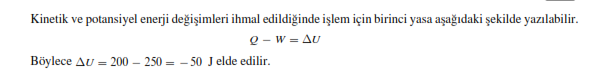 Kinetik ve potansiyel enerji değişimleri ihmal edildiğinde işlem için birinci yasa aşağıdaki şekilde yazılabilir.
Q – W = ΔU
Böylece ΔU = 200 – 250 = – 50 J elde edilir.